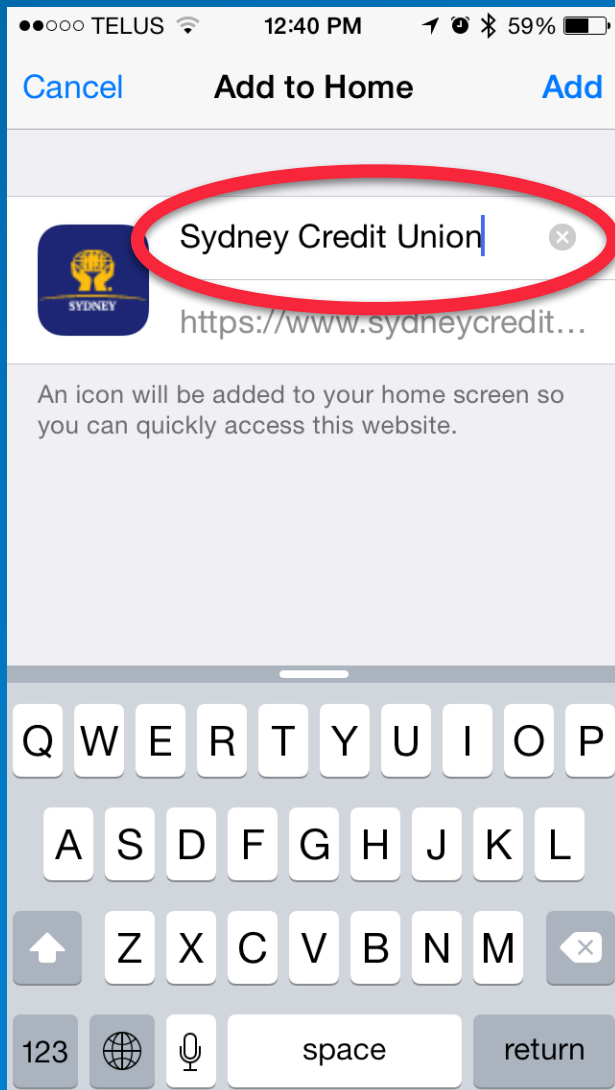 TELUS 12:40 PM 59%
Cancel Add to Home Add
Sydney Credit Union
SYDNEY
https://www.sydneycredit...
An icon will be added to your home screen so
you can quickly access this website.
Q W E R T Y U I O P
A S D F G H J K L
Z X C V B N M
123 space return